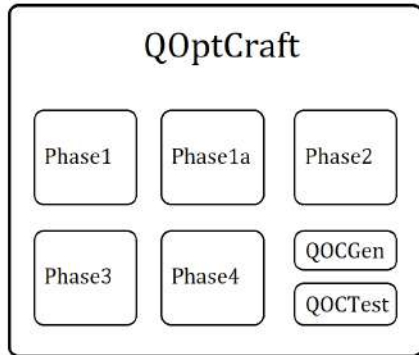 QOptCraft
Phase1 Phase1a Phase2
Phase3 Phase4 QOCGen
QOCTest